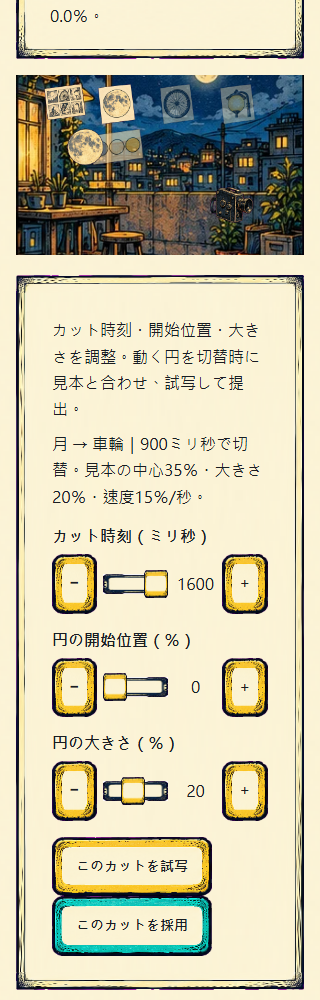 0.0%。
カット時刻・開始位置・大き
さを調整。動く円を切替時に
見本と合わせ、試写して提
出。
月 → 車輪 | 900ミリ秒で切
替。見本の中心35%・大きさ
20%・速度15%/秒。
カット時刻 ( ミリ秒 )
− 1600 +
円の開始位置 ( % )
− 0 +
円の大きさ ( % )
− 20 +
このカットを試写
このカットを採用